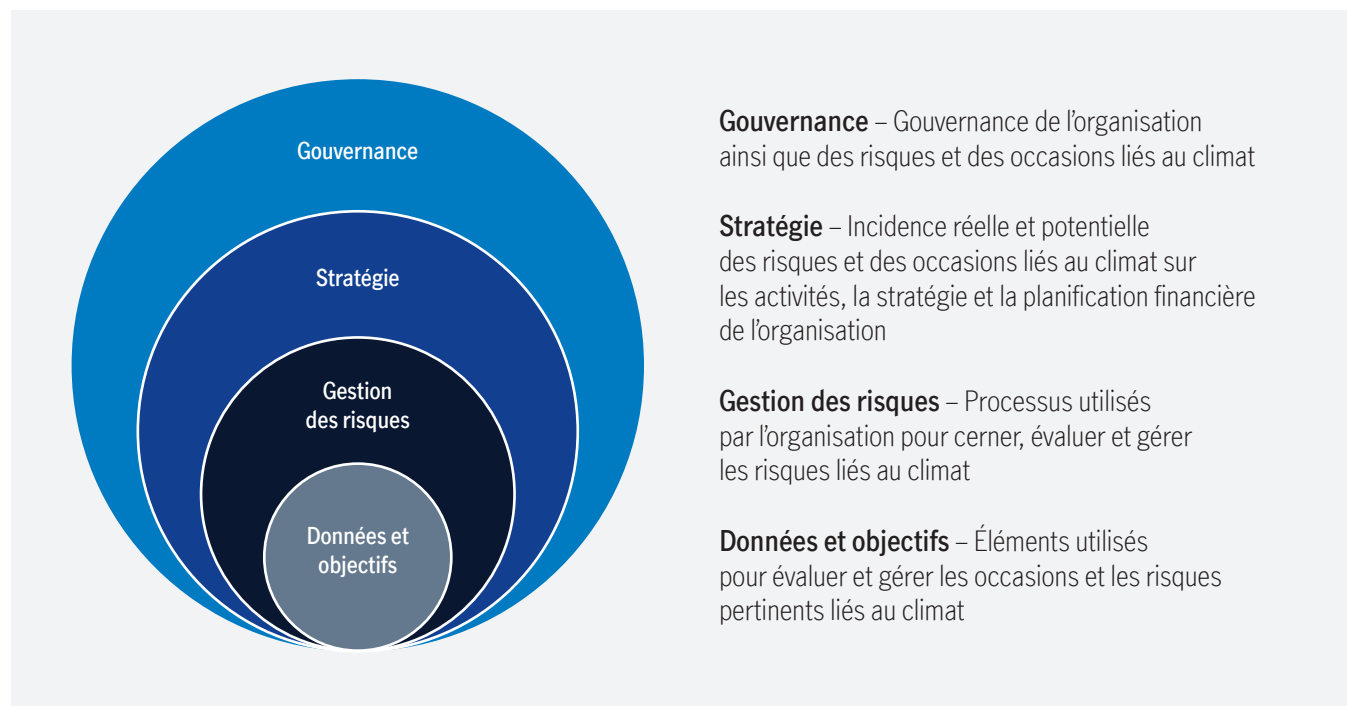 Gouvernance
Stratégie
Gestion
des risques
Données et
objectifs
Gouvernance – Gouvernance de l’organisation
ainsi que des risques et des occasions liés au climat
Stratégie – Incidence réelle et potentielle
des risques et des occasions liés au climat sur
les activités, la stratégie et la planification financière
de l’organisation
Gestion des risques – Processus utilisés
par l’organisation pour cerner, évaluer et gérer
les risques liés au climat
Données et objectifs – Éléments utilisés
pour évaluer et gérer les occasions et les risques
pertinents liés au climat